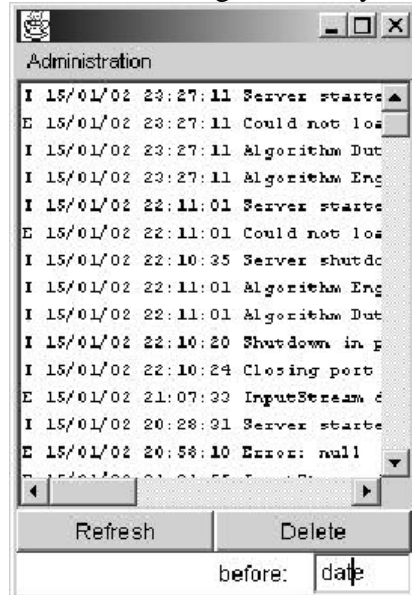 Administration
I 15/01/02 23:27:11 Server starte
E 15/01/02 23:27:11 Could not loa
I 15/01/02 23:27:11 Algorithm Dut
I 15/01/02 23:27:11 Algorithm Eng
I 15/01/02 22:11:01 Server starte
E 15/01/02 22:11:01 Could not loa
I 15/01/02 22:10:35 Server shutdo
I 15/01/02 22:11:01 Algorithm Eng
I 15/01/02 22:11:01 Algorithm Dut
I 15/01/02 22:10:20 Shutdown in p
I 15/01/02 22:10:24 Closing port
E 15/01/02 21:07:33 InputStream
I 15/01/02 20:28:31 Server starte
E 15/01/02 20:58:10 Error: null
Refresh Delete
before: date